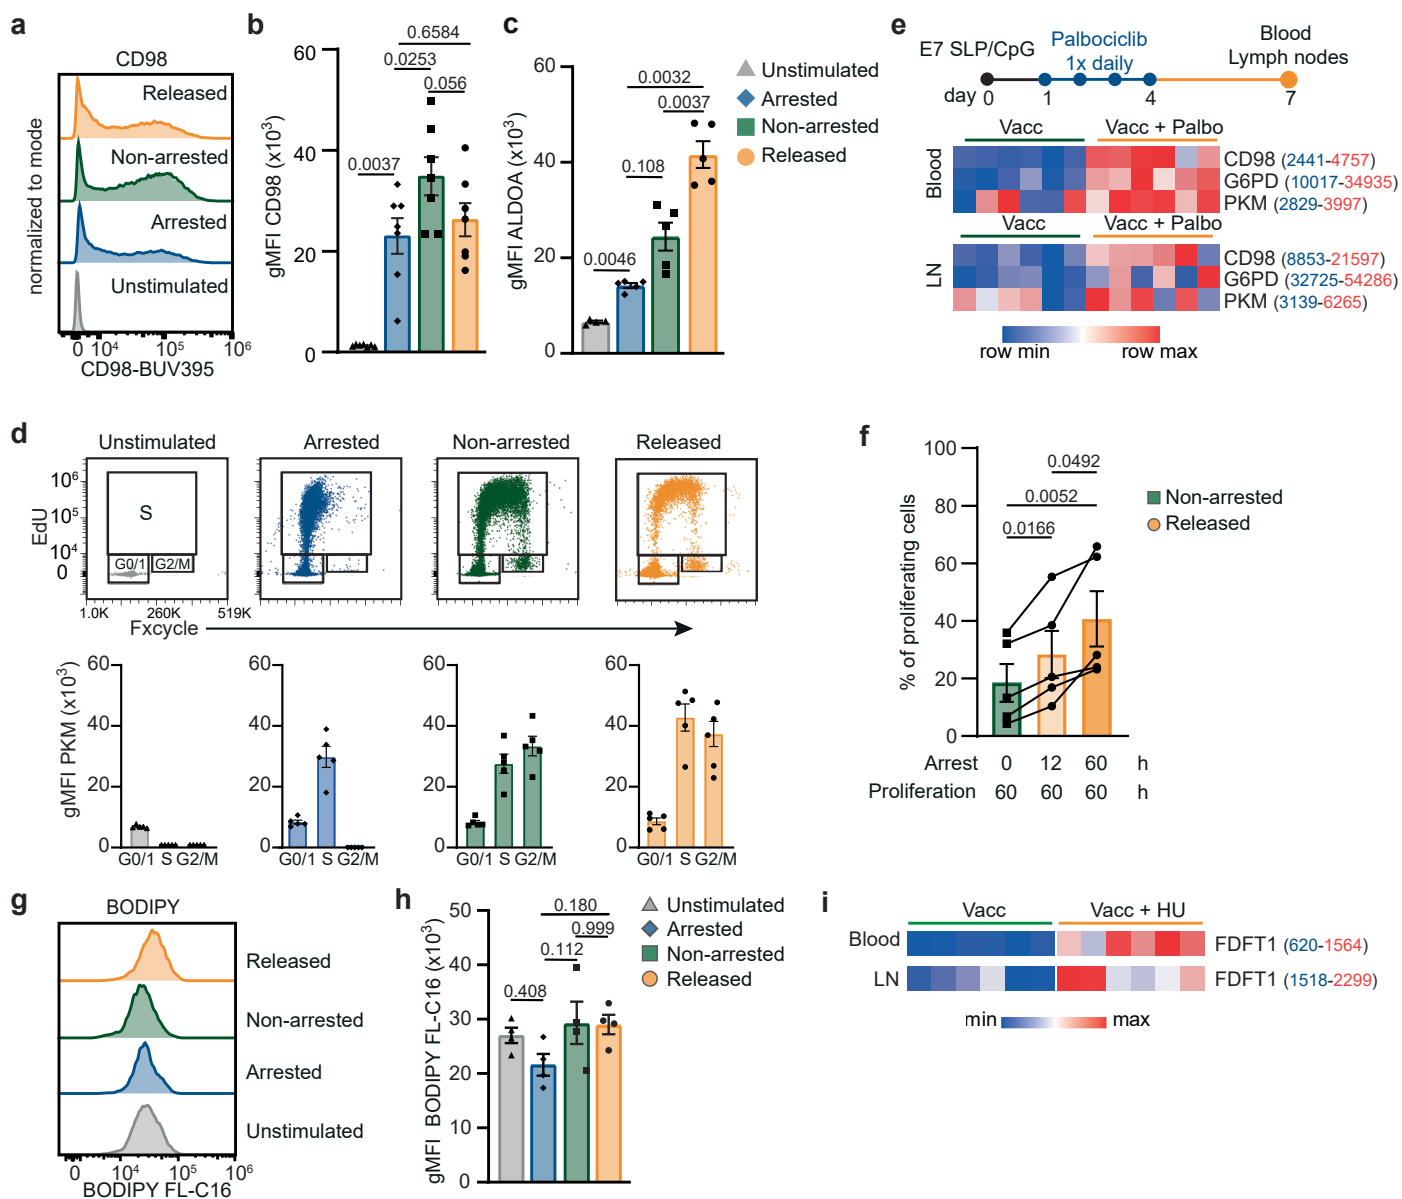 a
CD98
Released
Non-arrested
Arrested
Unstimulated
normalized to mode
0 10⁴ 10⁵ 10⁶
CD98-BUV395
b
0.6584
0.0253
0.056
0.0037
60
40
20
0
gMFI CD98 (x10³)
c
0.0032
0.0037
0.108
0.0046
60
40
20
0
gMFI ALDOA (x10³)
Unstimulated
Arrested
Non-arrested
Released
e
E7 SLP/CpG
Palbociclib
1x daily
Blood
Lymph nodes
day 0 1 4 7
Vacc Vacc + Palbo
Blood
CD98 (2441-4757)
G6PD (10017-34935)
PKM (2829-3997)
Vacc Vacc + Palbo
LN
CD98 (8853-21597)
G6PD (32725-54286)
PKM (3139-6265)
row min row max
d
Unstimulated Arrested Non-arrested Released
EdU
10⁶
10⁵
10⁴
0
S
G0/1 G2/M
1.0K 260K 519K
Fxcycle
gMFI PKM (x10³)
60 60 60 60
40 40 40 40
20 20 20 20
0 0 0 0
G0/1 S G2/M G0/1 S G2/M G0/1 S G2/M G0/1 S G2/M
f
0.0492
0.0052
0.0166
100
80
60
40
20
0
% of proliferating cells
Non-arrested
Released
Arrest 0 12 60 h
Proliferation 60 60 60 h
g
BODIPY
Released
Non-arrested
Arrested
Unstimulated
0 10⁴ 10⁵ 10⁶
BODIPY FL-C16
h
0.180
0.999
0.112
0.408
50
40
30
20
10
0
gMFI BODIPY FL-C16 (x10³)
Unstimulated
Arrested
Non-arrested
Released
i
Vacc Vacc + HU
Blood FDFT1 (620-1564)
LN FDFT1 (1518-2299)
min max